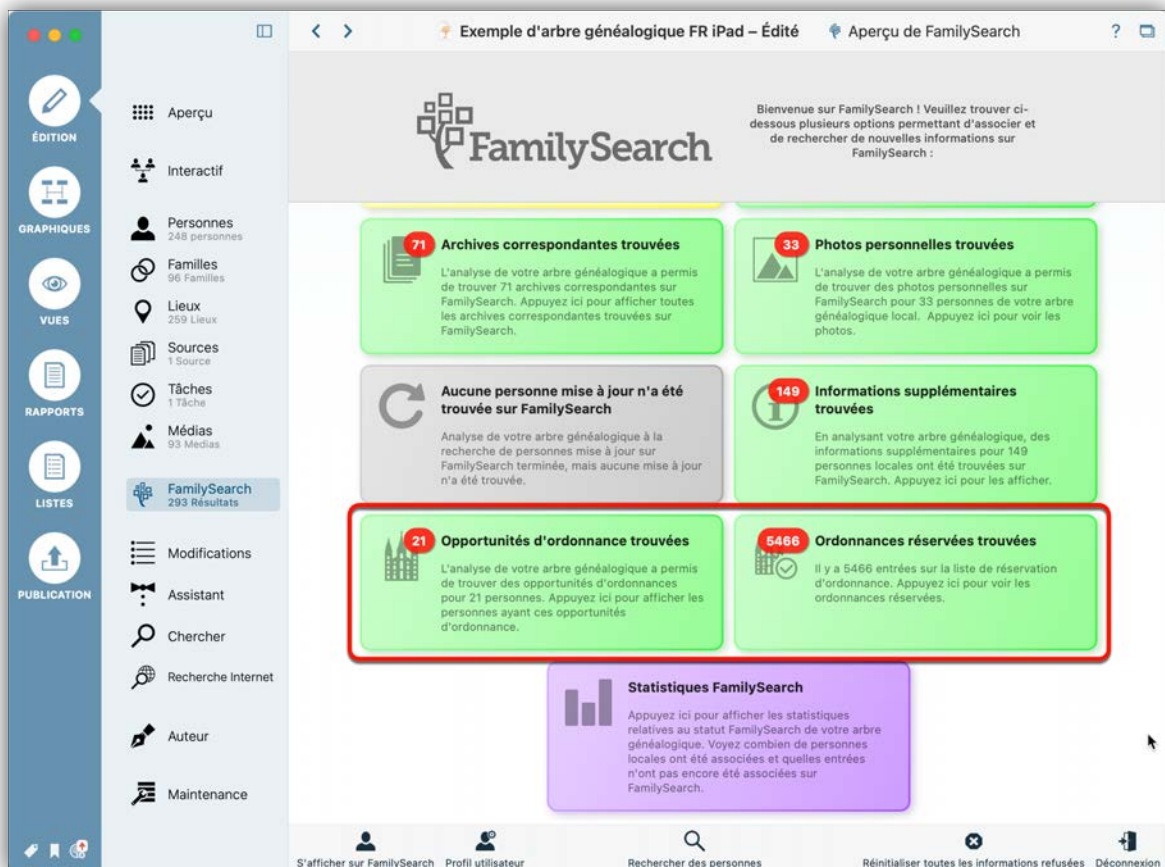 Exemple d'arbre généalogique FR iPad – Édité
Aperçu de FamilySearch
?
ÉDITION
GRAPHIQUES
VUES
RAPPORTS
LISTES
PUBLICATION
Aperçu
Interactif
Personnes
248 personnes
Familles
96 Familles
Lieux
259 Lieux
Sources
1 Source
Tâches
1 Tâche
Médias
93 Medias
FamilySearch
293 Résultats
Modifications
Assistant
Chercher
Recherche Internet
Auteur
Maintenance
FamilySearch
Bienvenue sur FamilySearch ! Veuillez trouver ci-
dessous plusieurs options permettant d'associer et
de rechercher de nouvelles informations sur
FamilySearch :
71
Archives correspondantes trouvées
L'analyse de votre arbre généalogique a permis
de trouver 71 archives correspondantes sur
FamilySearch. Appuyez ici pour afficher toutes
les archives correspondantes trouvées sur
FamilySearch.
33
Photos personnelles trouvées
L'analyse de votre arbre généalogique a permis
de trouver des photos personnelles sur
FamilySearch pour 33 personnes de votre arbre
généalogique local. Appuyez ici pour voir les
photos.
Aucune personne mise à jour n'a été
trouvée sur FamilySearch
Analyse de votre arbre généalogique à la
recherche de personnes mise à jour sur
FamilySearch terminée, mais aucune mise à jour
n'a été trouvée.
149
Informations supplémentaires
trouvées
En analysant votre arbre généalogique, des
informations supplémentaires pour 149
personnes locales ont été trouvées sur
FamilySearch. Appuyez ici pour les afficher.
21
Opportunités d'ordonnance trouvées
L'analyse de votre arbre généalogique a permis
de trouver des opportunités d'ordonnances
pour 21 personnes. Appuyez ici pour afficher les
personnes ayant ces opportunités
d'ordonnance.
5466
Ordonnances réservées trouvées
Il y a 5466 entrées sur la liste de réservation
d'ordonnance. Appuyez ici pour voir les
ordonnances réservées.
Statistiques FamilySearch
Appuyez ici pour afficher les statistiques
relatives au statut FamilySearch de votre arbre
généalogique. Voyez combien de personnes
locales ont été associées et quelles entrées
n'ont pas encore été associées sur
FamilySearch.
S'afficher sur FamilySearch
Profil utilisateur
Rechercher des personnes
Réinitialiser toutes les informations refusées
Déconnexion